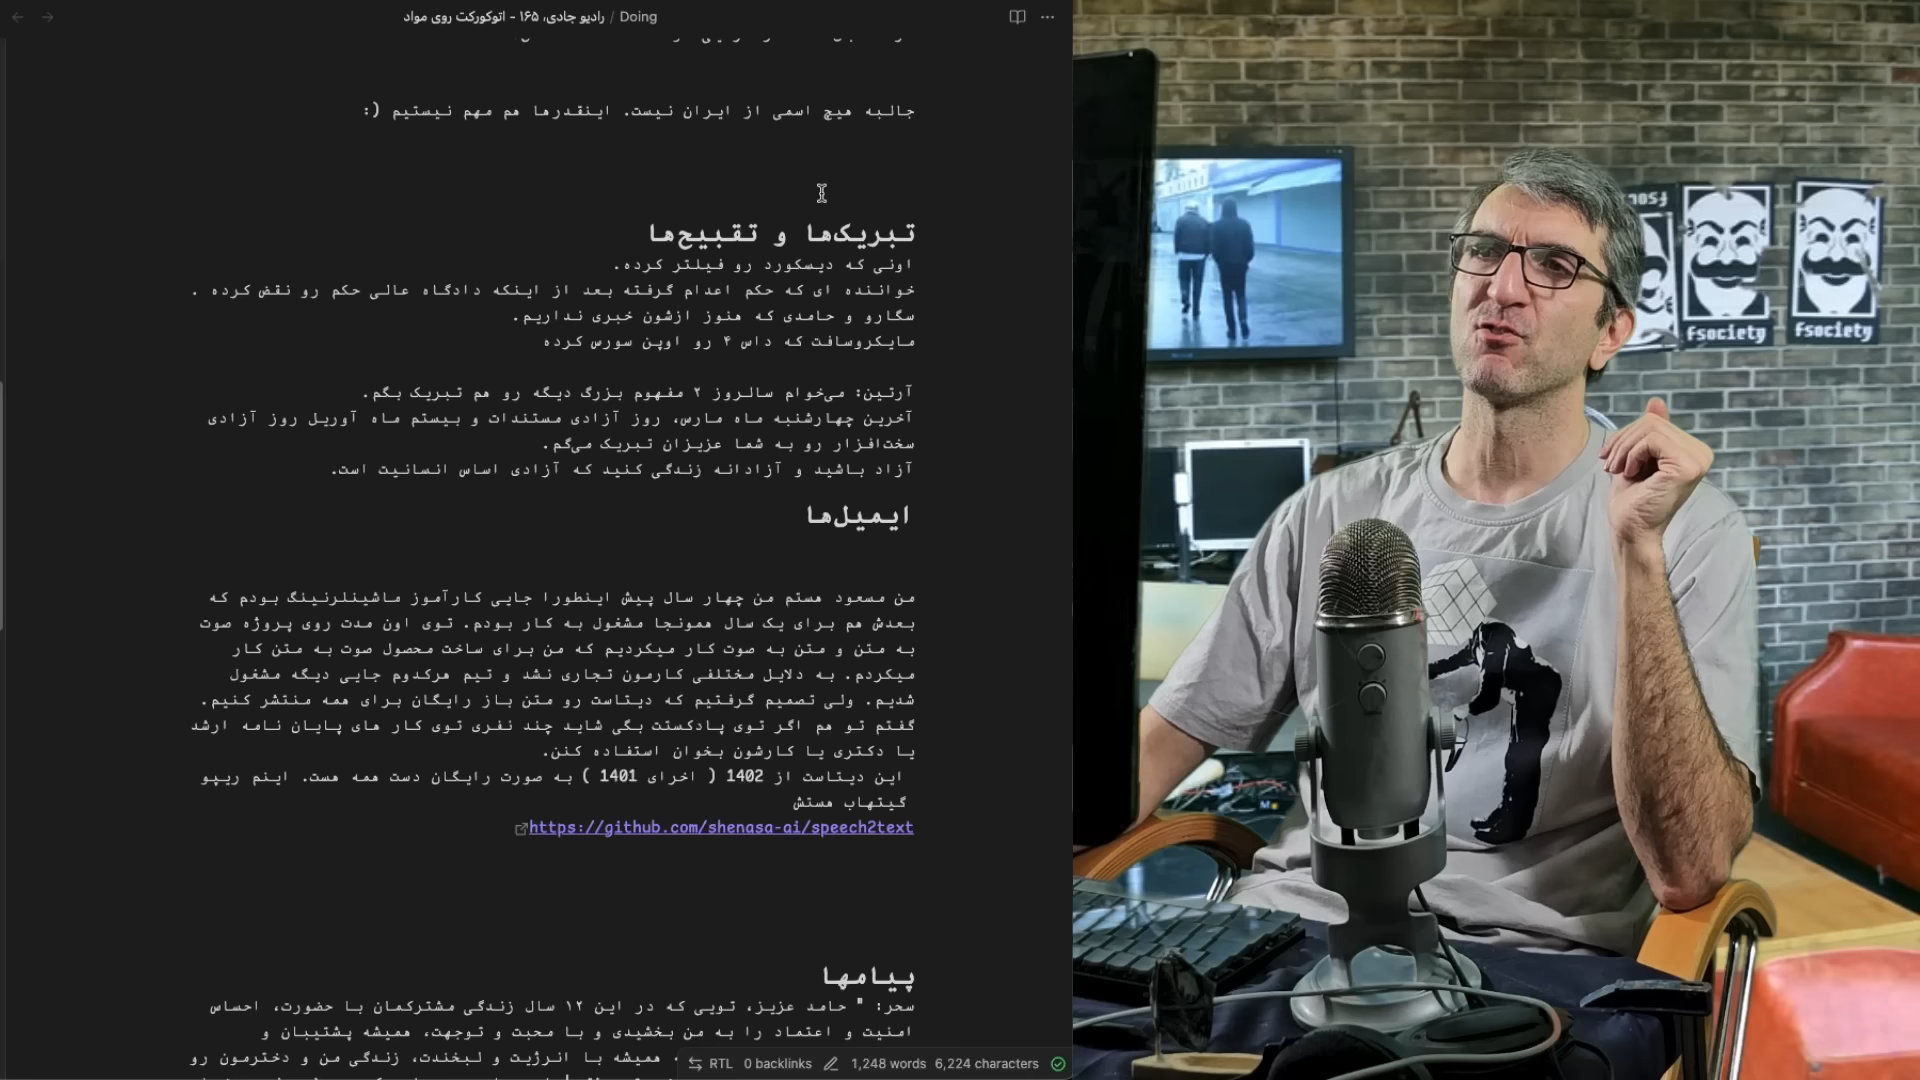 Doing / رادیو جادی، ۱۶۵ - اتوکورکت روی مواد
جالبه هیچ اسمی از ایران نیست. اینقدرها هم مهم نیستیم (:
تبریک‌ها و تقبیح‌ها
اونی که دیسکورد رو فیلتر کرده.
خواننده ای که حکم اعدام گرفته بعد از اینکه دادگاه عالی حکم رو نقض کرده .
سگارو و حامدی که هنوز ازشون خبری نداریم.
مایکروسافت که داس ۴ رو اوپن سورس کرده
آرتین: می‌خوام سالروز ۲ مفهوم بزرگ دیگه رو هم تبریک بگم.
آخرین چهارشنبه ماه مارس، روز آزادی مستندات و بیستم ماه آوریل روز آزادی
سخت‌افزار رو به شما عزیزان تبریک می‌گم.
آزاد باشید و آزادانه زندگی کنید که آزادی اساس انسانیت است.
ایمیل‌ها
من مسعود هستم من چهار سال پیش اینطورا جایی کارآموز ماشینلرنینگ بودم که
بعدش هم برای یک سال همونجا مشغول به کار بودم. توی اون مدت روی پروژه صوت
به متن و متن به صوت کار میکردیم که من برای ساخت محصول صوت به متن کار
میکردم. به دلایل مختلفی کارمون تجاری نشد و تیم هرکدوم جایی دیگه مشغول
شدیم. ولی تصمیم گرفتیم که دیتاست رو متن باز رایگان برای همه منتشر کنیم.
گفتم تو هم اگر توی پادکستت بگی شاید چند نفری توی کار های پایان نامه ارشد
یا دکتری یا کارشون بخوان استفاده کنن.
این دیتاست از 1402 ( اخرای 1401 ) به صورت رایگان دست همه هست. اینم ریپو
گیتهاب هستش
https://github.com/shenasa-ai/speech2text
پیامها
سحر: " حامد عزیز، تویی که در این ۱۲ سال زندگی مشترکمان با حضورت، احساس
امنیت و اعتماد را به من بخشیدی و با محبت و توجهت، همیشه پشتیبان و
همیشه با انرژیت و لبخندت، زندگی من و دخترمون رو
RTL 0 backlinks 1,248 words 6,224 characters
fsociety
fsociety